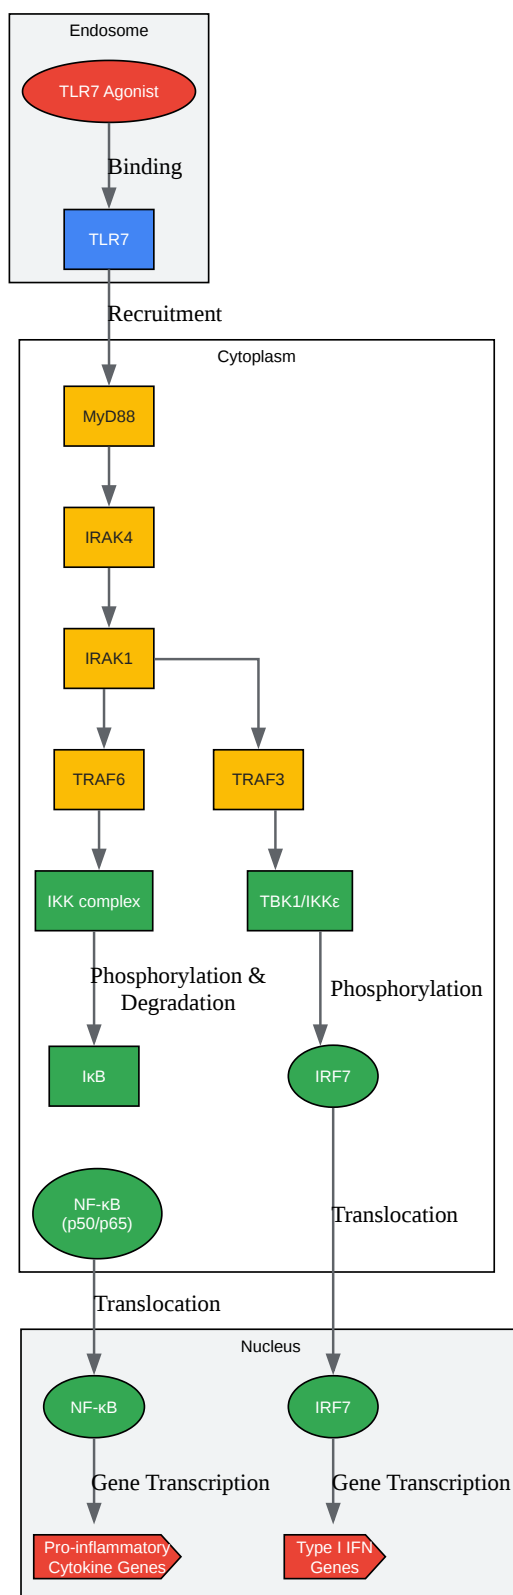 Endosome
TLR7 Agonist
Binding
TLR7
Recruitment
Cytoplasm
MyD88
IRAK4
IRAK1
TRAF6
TRAF3
IKK complex
TBK1/IKKε
Phosphorylation &
Degradation
Phosphorylation
IκB
IRF7
NF-κB
(p50/p65)
Translocation
Translocation
Nucleus
NF-κB
IRF7
Gene Transcription
Gene Transcription
Pro-inflammatory
Cytokine Genes
Type I IFN
Genes